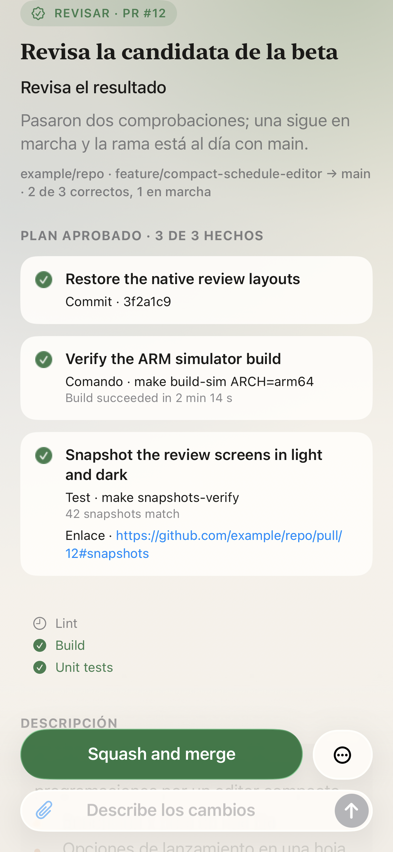 REVISAR · PR #12
Revisa la candidata de la beta
Revisa el resultado
Pasaron dos comprobaciones; una sigue en
marcha y la rama está al día con main.
example/repo · feature/compact-schedule-editor → main
· 2 de 3 correctos, 1 en marcha
PLAN APROBADO · 3 DE 3 HECHOS
Restore the native review layouts
Commit · 3f2a1c9
Verify the ARM simulator build
Comando · make build-sim ARCH=arm64
Build succeeded in 2 min 14 s
Snapshot the review screens in light
and dark
Test · make snapshots-verify
42 snapshots match
Enlace · https://github.com/example/repo/pull/
12#snapshots
Lint
Build
Unit tests
DESCRIPCIÓN
Squash and merge
Describe los cambios
• Opciones de lanzamiento en una hoja